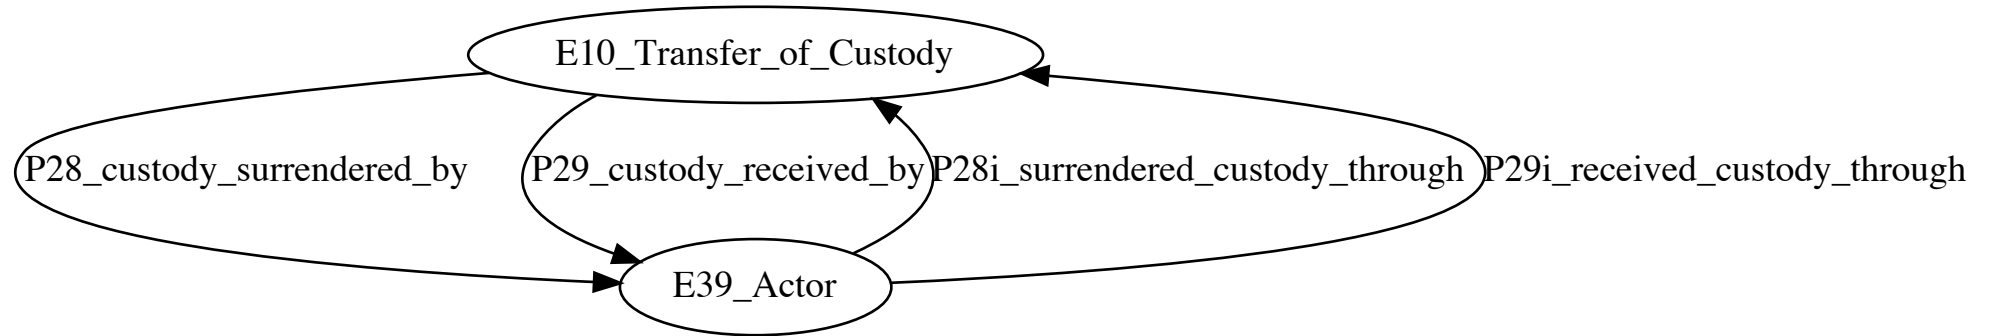 E10_Transfer_of_Custody
P28_custody_surrendered_by
P29_custody_received_by
P28i_surrendered_custody_through
P29i_received_custody_through
E39_Actor